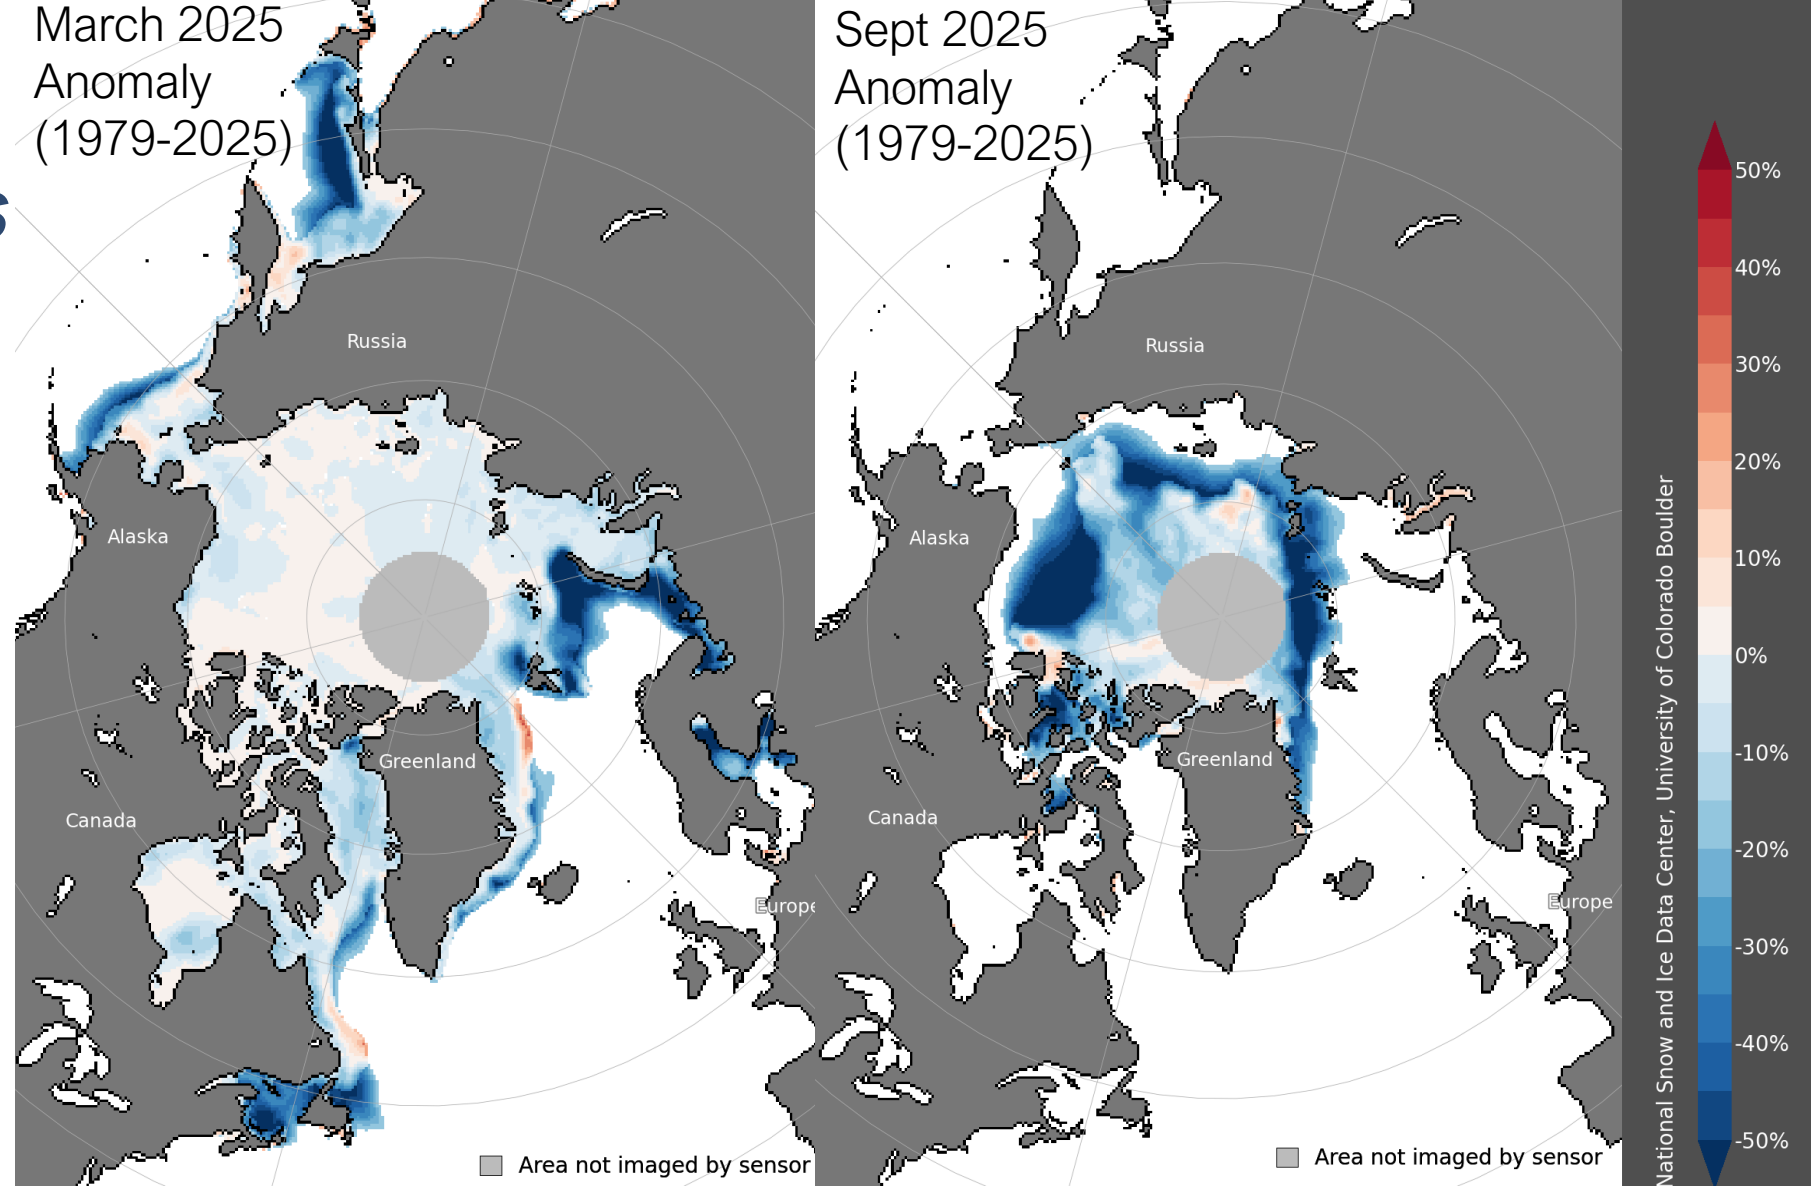 March 2025
Anomaly
(1979-2025)
s
Russia
Alaska
Greenland
Canada
Europe
Area not imaged by sensor
Sept 2025
Anomaly
(1979-2025)
Russia
Alaska
Greenland
Canada
Europe
Area not imaged by sensor
National Snow and Ice Data Center, University of Colorado Boulder
50%
40%
30%
20%
10%
0%
-10%
-20%
-30%
-40%
-50%